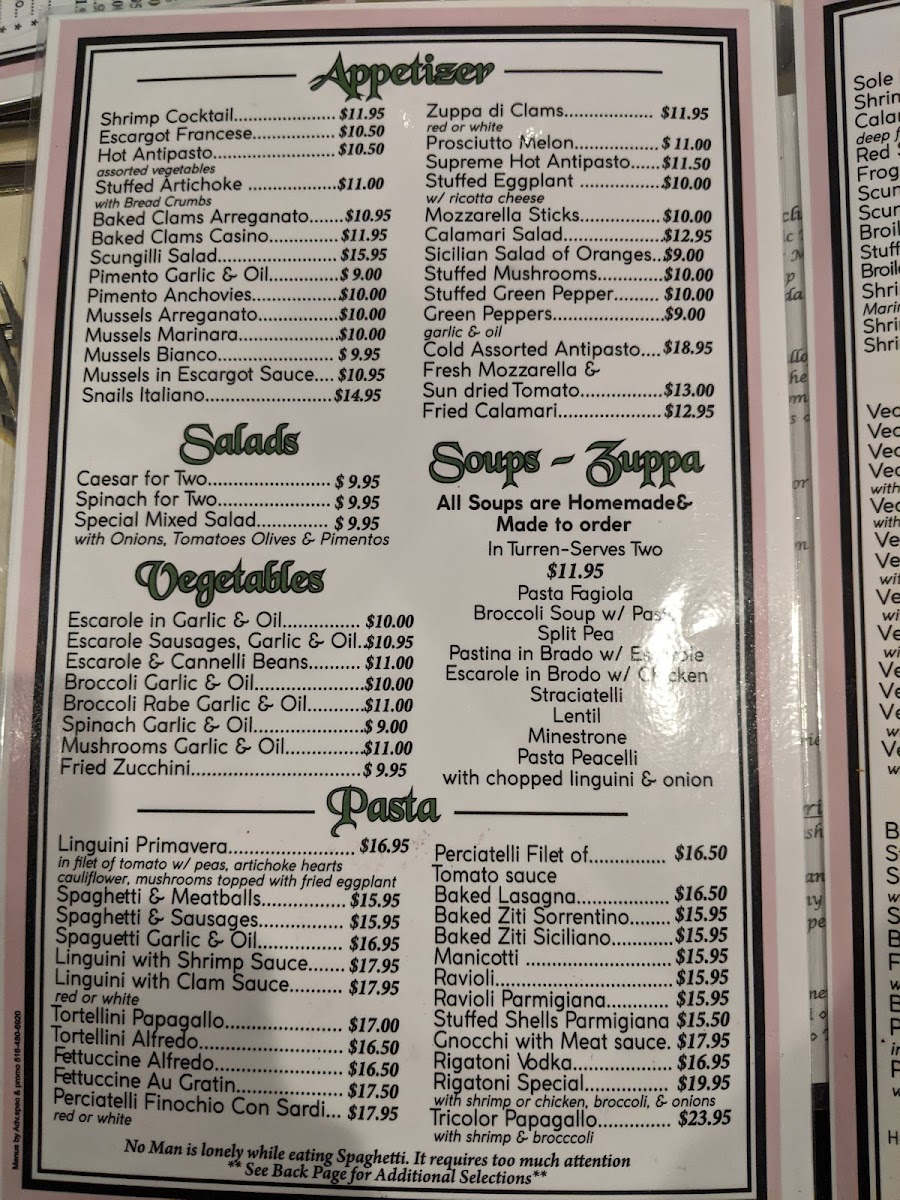 Appetizer
Shrimp Cocktail..................... $11.95
Escargot Francese................. $10.50
Hot Antipasto......................... $10.50
assorted vegetables
Stuffed Artichoke ..................$11.00
with Bread Crumbs
Baked Clams Arreganato.......$10.95
Baked Clams Casino.............. $11.95
Scungilli Salad......................... $15.95
Pimento Garlic & Oil.............. $ 9.00
Pimento Anchovies................. $10.00
Mussels Arreganato................ $10.00
Mussels Marinara....................$10.00
Mussels Bianco........................ $ 9.95
Mussels in Escargot Sauce.... $10.95
Snails Italiano...........................$14.95
Zuppa di Clams.................. $11.95
red or white
Prosciutto Melon.................$ 11.00
Supreme Hot Antipasto......$11.50
Stuffed Eggplant ................$10.00
w/ ricotta cheese
Mozzarella Sticks.................$10.00
Calamari Salad....................$12.95
Sicilian Salad of Oranges..$9.00
Stuffed Mushrooms..............$10.00
Stuffed Green Pepper......... $10.00
Green Peppers.......................$9.00
garlic & oil
Cold Assorted Antipasto.... $18.95
Fresh Mozzarella &
Sun dried Tomato.................$13.00
Fried Calamari......................$12.95
Salads
Caesar for Two.......................... $ 9.95
Spinach for Two........................ $ 9.95
Special Mixed Salad............... $ 9.95
with Onions, Tomatoes Olives & Pimentos
Vegetables
Escarole in Garlic & Oil.............. $10.00
Escarole Sausages, Garlic & Oil..$10.95
Escarole & Cannelli Beans.......... $11.00
Broccoli Garlic & Oil....................$10.00
Broccoli Rabe Garlic & Oil..........$11.00
Spinach Garlic & Oil....................$ 9.00
Mushrooms Garlic & Oil..............$11.00
Fried Zucchini...............................$ 9.95
Soups - Zuppa
All Soups are Homemade&
Made to order
In Turren-Serves Two
$11.95
Pasta Fagiola
Broccoli Soup w/
Split Pea
Pastina in Brado w/
Escarole in Brodo w/ Chicken
Straciatelli
Lentil
Minestrone
Pasta Peacelli
with chopped linguini & onion
Pasta
Linguini Primavera..................... $16.95
in filet of tomato w/ peas, artichoke hearts
cauliflower, mushrooms topped with fried eggplant
Spaghetti & Meatballs............... $15.95
Spaghetti & Sausages................ $15.95
Spaguetti Garlic & Oil............... $16.95
Linguini with Shrimp Sauce....... $17.95
Linguini with Clam Sauce.......... $17.95
red or white
Tortellini Papagallo..................... $17.00
Tortellini Alfredo......................... $16.50
Fettuccine Alfredo....................... $16.50
Fettuccine Au Gratin................... $17.50
Perciatelli Finochio Con Sardi... $17.95
red or white
Perciatelli Filet of.............. $16.50
Tomato sauce
Baked Lasagna................... $16.50
Baked Ziti Sorrentino........ $15.95
Baked Ziti Siciliano............$15.95
Manicotti .............................$15.95
Ravioli...................................$15.95
Ravioli Parmigiana..............$15.95
Stuffed Shells Parmigiana $15.50
Gnocchi with Meat sauce. $17.95
Rigatoni Vodka.................... $16.95
Rigatoni Special.................. $19.95
with shrimp or chicken, broccoli, & onions
Tricolor Papagallo............... $23.95
with shrimp & brocccoli
No Man is lonely while eating Spaghetti. It requires too much attention
** See Back Page for Additional Selections**
Menus by Adv.spec & promo 516-480-6920
Sole